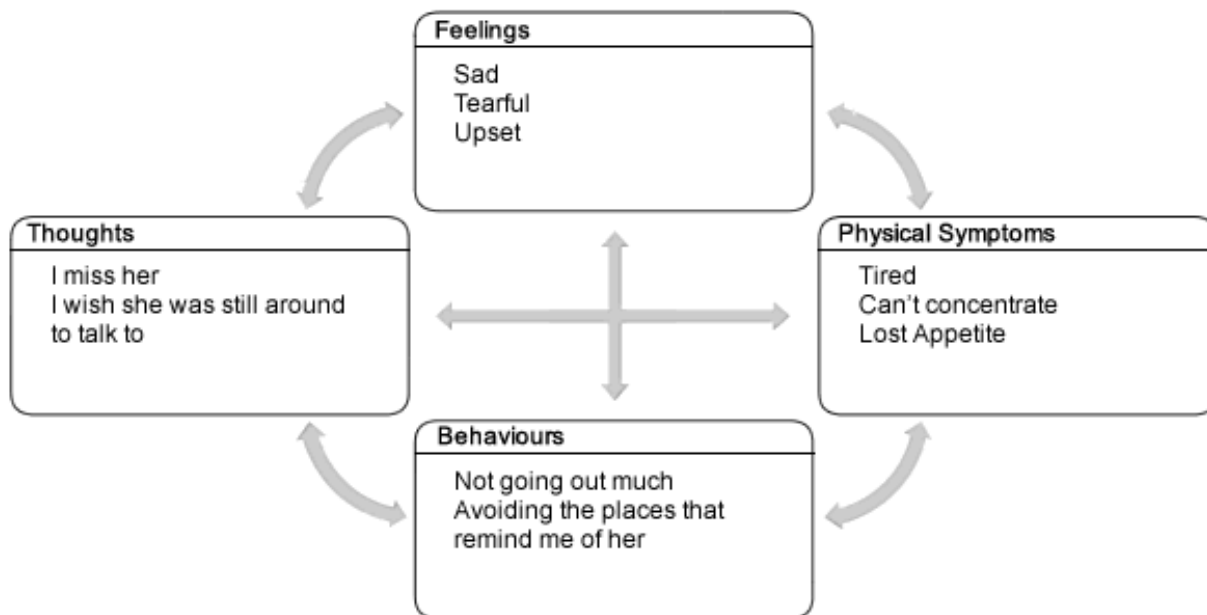 Feelings
Sad
Tearful
Upset
Thoughts
I miss her
I wish she was still around
to talk to
Physical Symptoms
Tired
Can't concentrate
Lost Appetite
Behaviours
Not going out much
Avoiding the places that
remind me of her